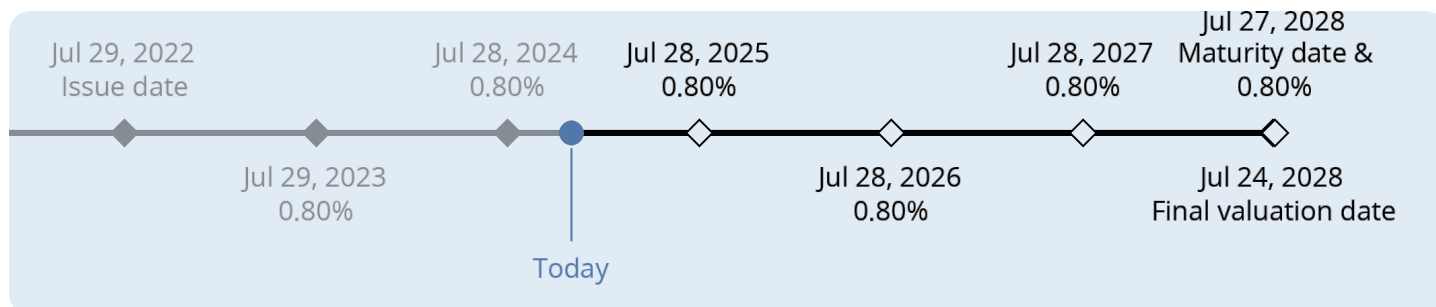 Jul 29, 2022
Issue date
Jul 29, 2023
0.80%
Jul 28, 2024
0.80%
Today
Jul 28, 2025
0.80%
Jul 28, 2026
0.80%
Jul 28, 2027
0.80%
Jul 27, 2028
Maturity date &
0.80%
Jul 24, 2028
Final valuation date